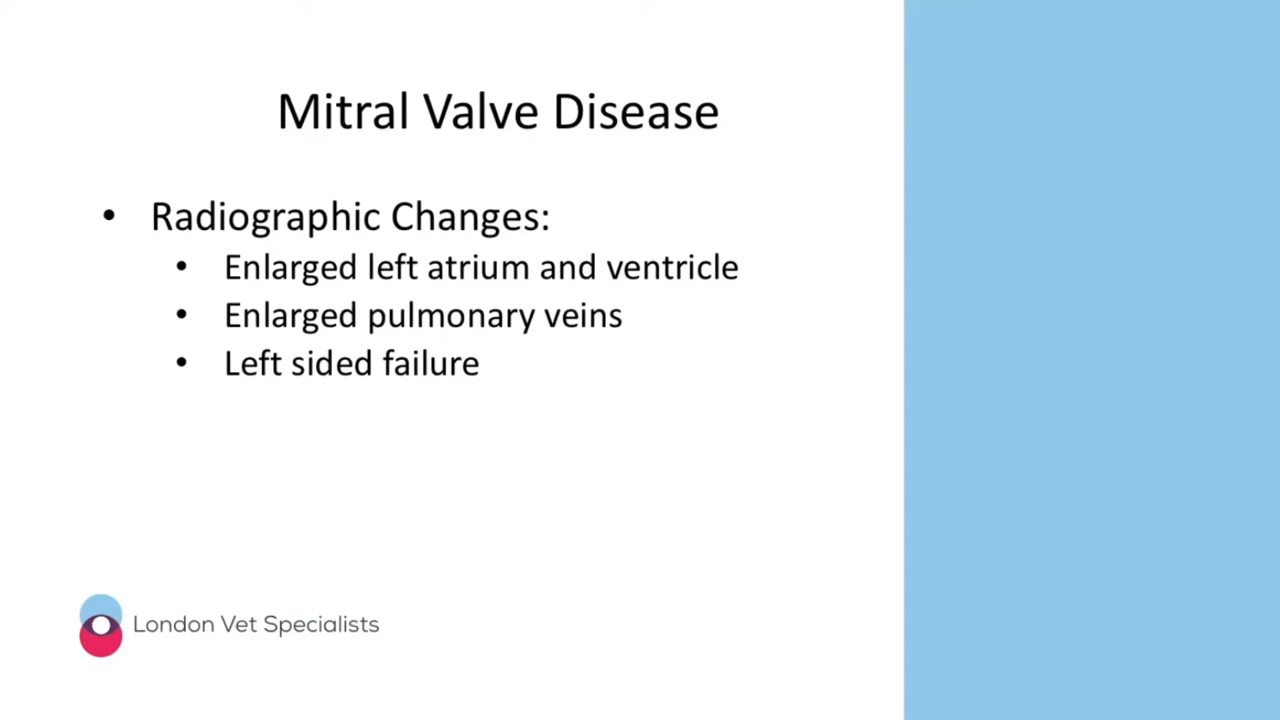 Mitral Valve Disease
• Radiographic Changes:
• Enlarged left atrium and ventricle
• Enlarged pulmonary veins
• Left sided failure
London Vet Specialists